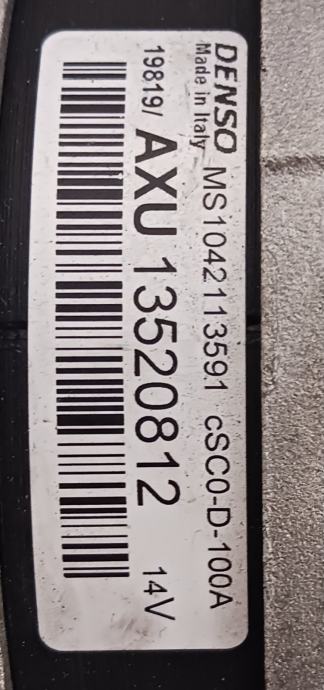 DENSO
Made in Italy
MS1042113591 cSC0-D-100A
19819/ AXU 13520812 14V